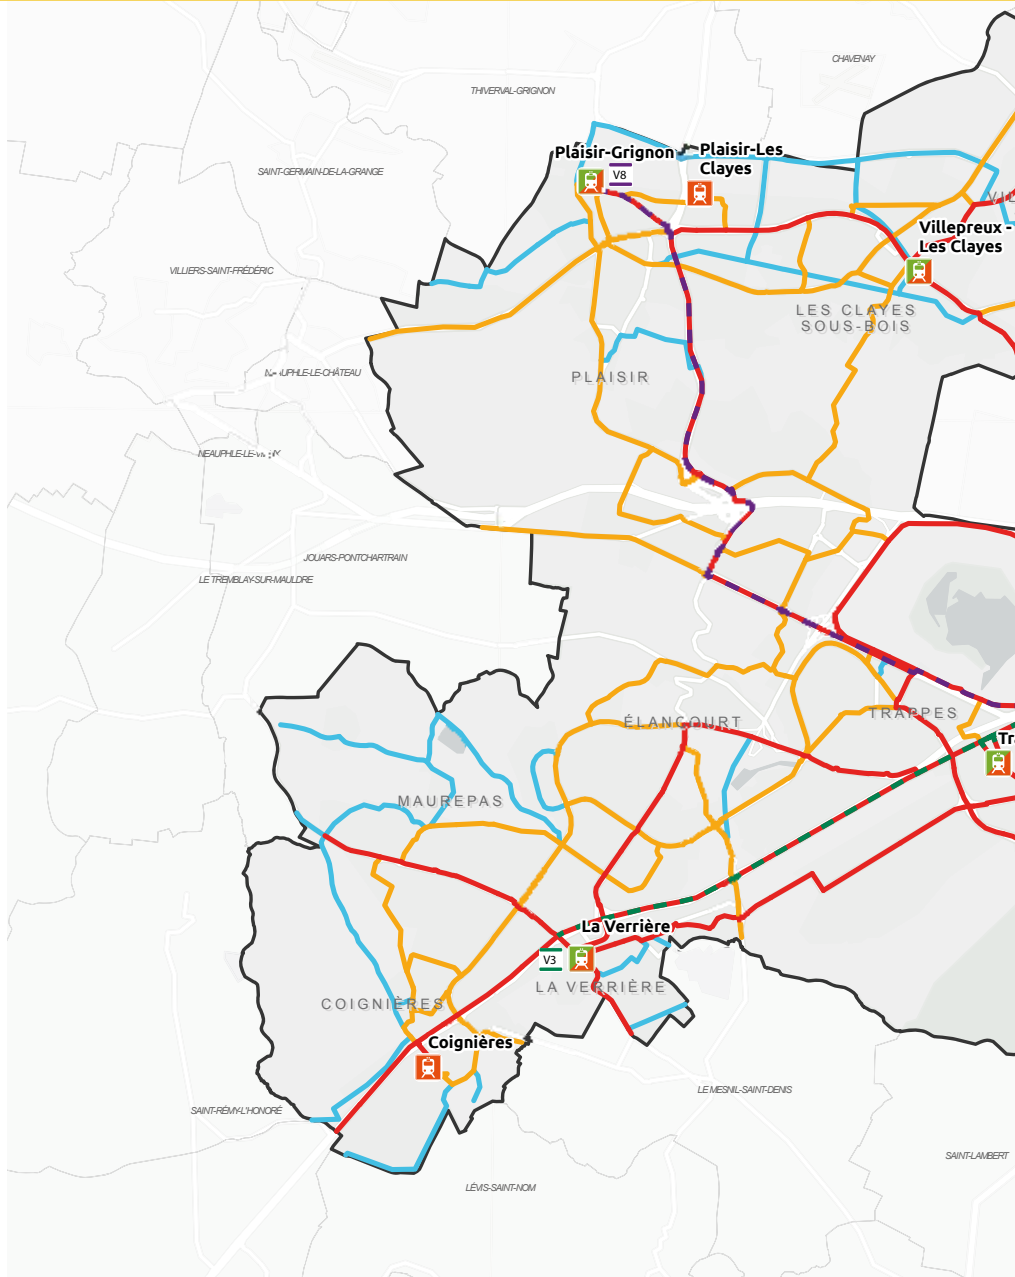 CHAVENAY
THIVERVAL-GRIGNON
Plaisir-Grignon
V8
Plaisir-Les
Clayes
SAINT-GERMAIN-DE-LA-GRANGE
VIL
Villepreux -
Les Clayes
VILLIERS-SAINT-FRÉDÉRIC
LES CLAYES
SOUS-BOIS
PLAISIR
JOUARS-PONTCHARTRAIN
LE TREMBLAY-SUR-MAULDRE
ÉLANCOURT
TRAPPES
Tr
MAUREPAS
La Verrière
V3
LA VERRIÈRE
COIGNIÈRES
Coignières
LE MESNIL-SAINT-DENIS
SAINT-RÉMY-L'HONORÉ
SAINT-LAMBERT
LÉVIS-SAINT-NOM